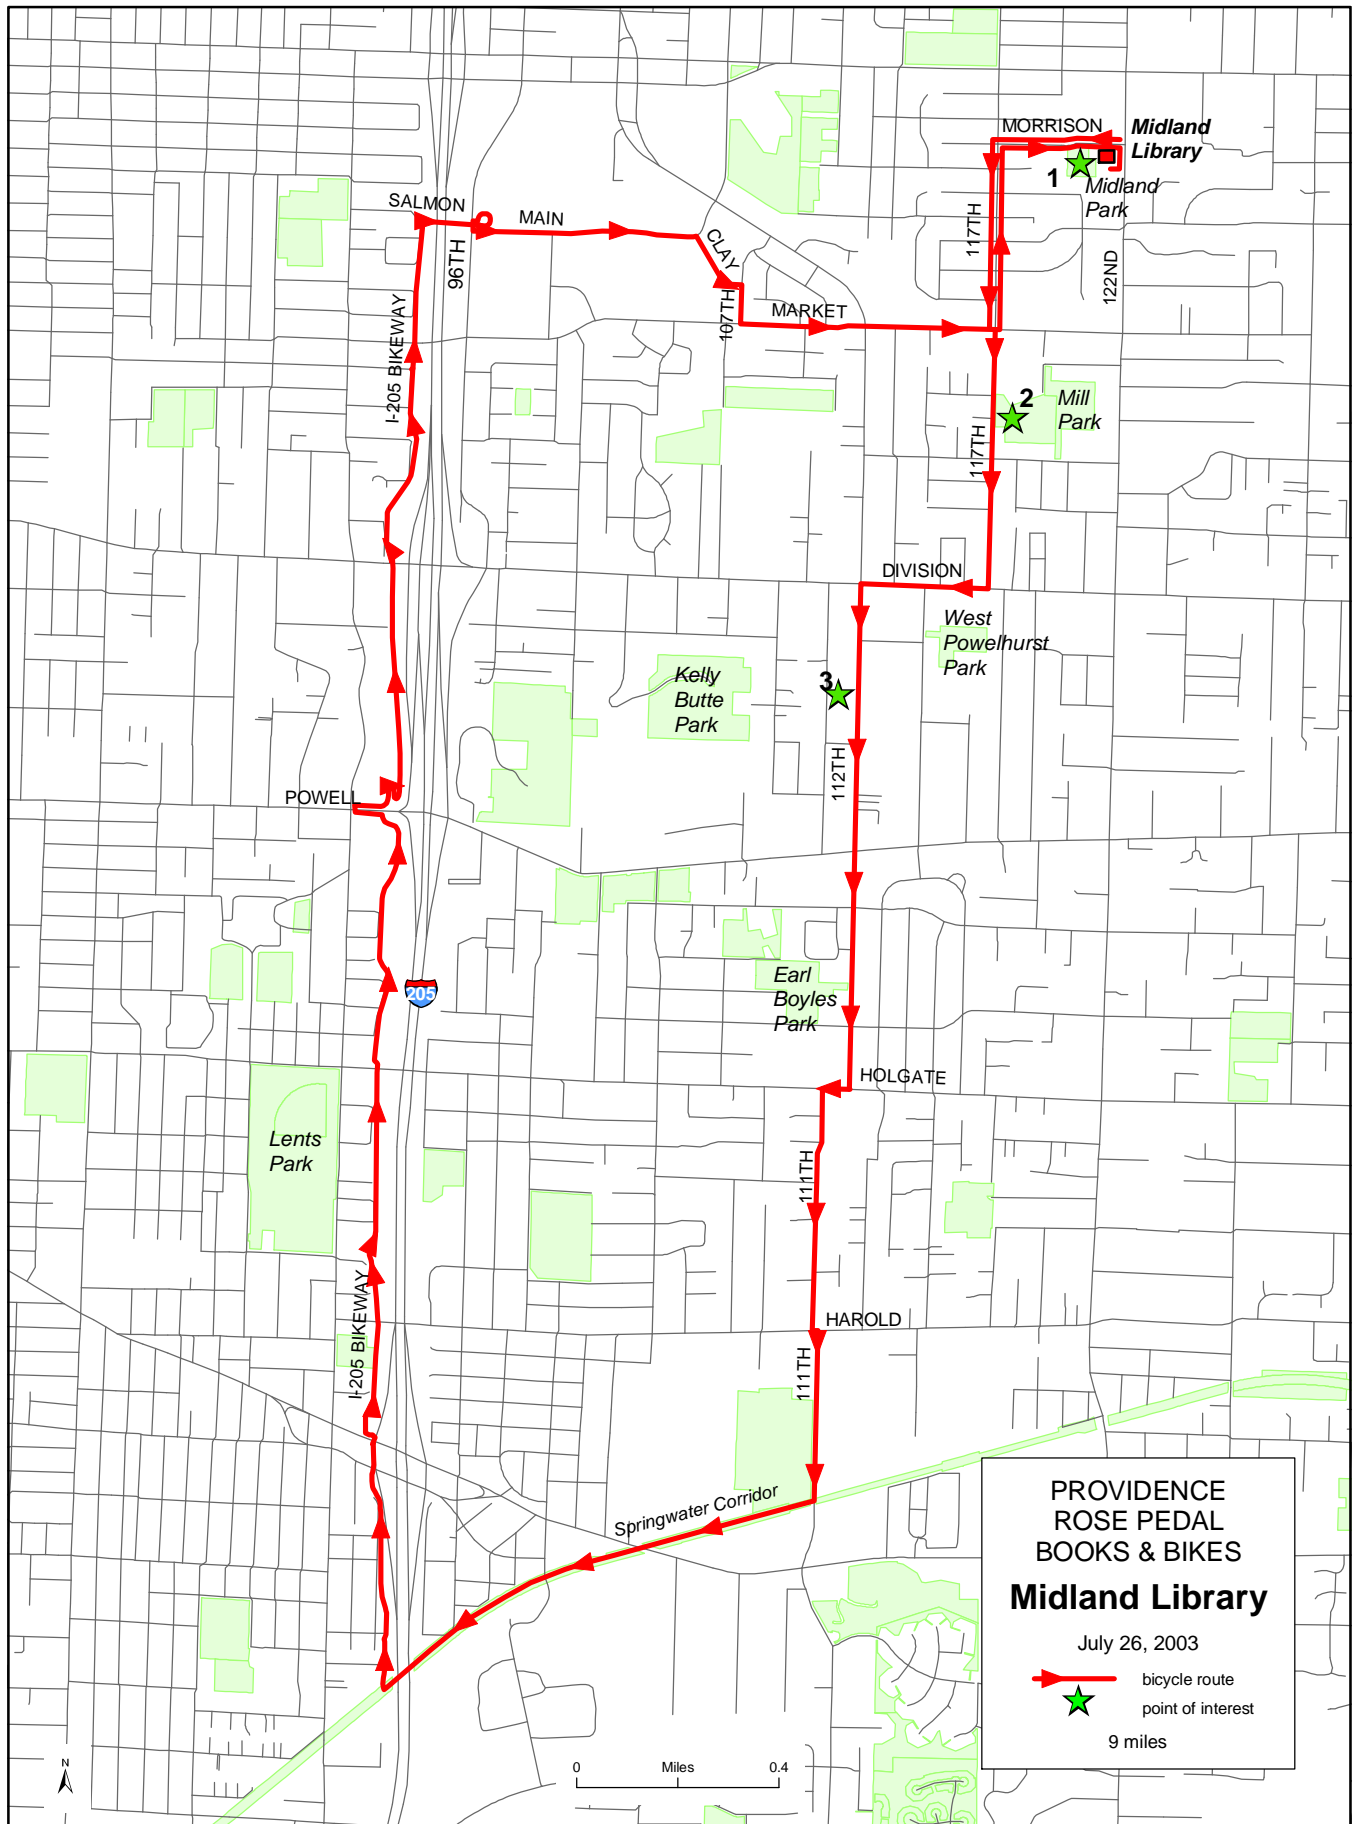 MORRISON
Midland
Library
1
Midland
Park
SALMON
MAIN
CLAY
96TH
117TH
122ND
I-205 BIKEWAY
107TH
MARKET
2
Mill
Park
117TH
DIVISION
West
Powelhurst
Park
Kelly
Butte
Park
3
112TH
POWELL
205
Earl
Boyles
Park
HOLGATE
Lents
Park
111TH
I-205 BIKEWAY
HAROLD
111TH
Springwater Corridor
PROVIDENCE
ROSE PEDAL
BOOKS & BIKES
Midland Library
July 26, 2003
bicycle route
point of interest
9 miles
N
0 Miles 0.4